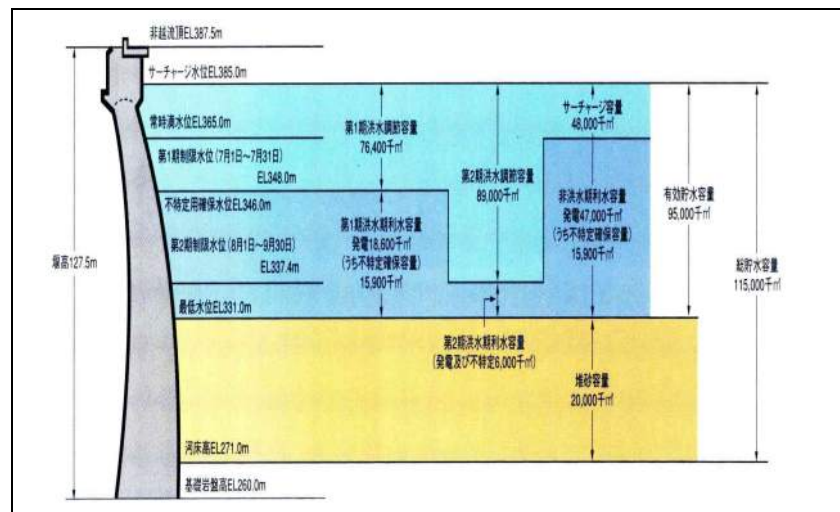 非越流頂EL387.5m
サーチャージ水位EL385.0m
常時満水位EL365.0m
第1期制限水位(7月1日〜7月31日)
EL348.0m
不特定用確保水位EL346.0m
第2期制限水位(8月1日〜9月30日)
EL337.4m
最低水位EL331.0m
河床高EL271.0m
基礎岩盤高EL260.0m
堰高127.5m
第1期洪水調節容量
76,400千㎥
第1期洪水期利水容量
発電18,600千㎥
(うち不特定確保容量)
15,900千㎥
第2期洪水調節容量
89,000千㎥
第2期洪水期利水容量
(発電及び不特定6,000千㎥)
サーチャージ容量
48,000千㎥
非洪水期利水容量
発電47,000千㎥
(うち不特定確保容量)
15,900千㎥
堆砂容量
20,000千㎥
有効貯水容量
95,000千㎥
総貯水容量
115,000千㎥